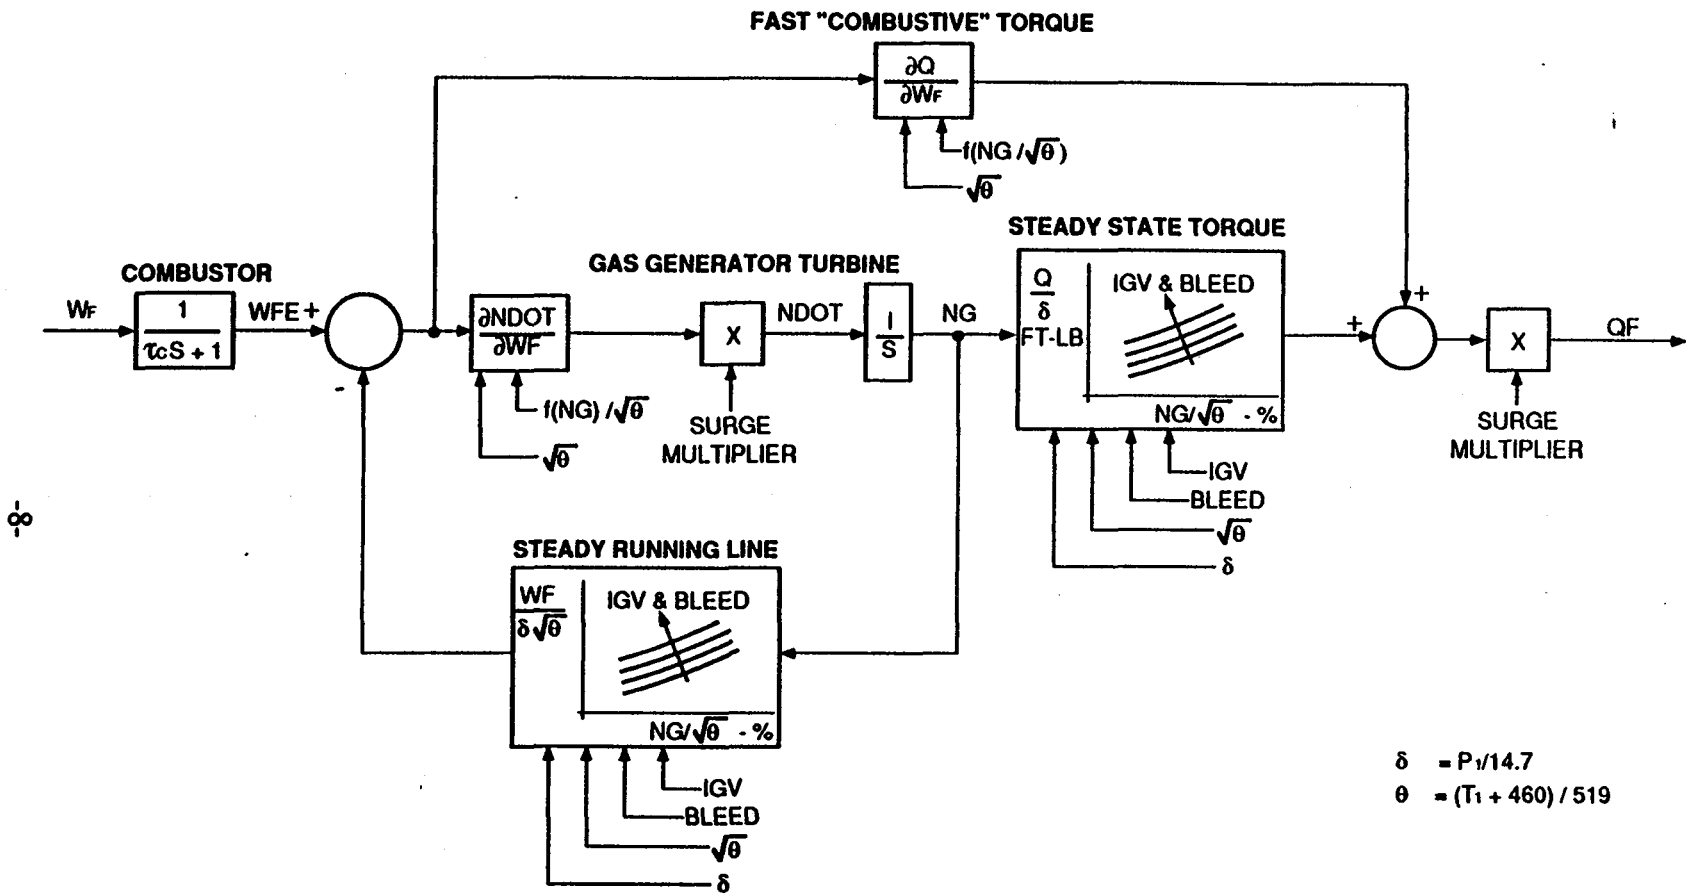 FAST "COMBUSTIVE" TORQUE
∂Q
∂WF
f(NG/√θ)
√θ
STEADY STATE TORQUE
GAS GENERATOR TURBINE
COMBUSTOR
WF
1
τcS + 1
WFE +
-
∂NDOT
∂WF
f(NG)/√θ
√θ
X
SURGE
MULTIPLIER
NDOT
1
S
NG
Q
δ
FT-LB
IGV & BLEED
NG/√θ - %
IGV
BLEED
√θ
δ
+
+
X
QF
SURGE
MULTIPLIER
-8-
STEADY RUNNING LINE
WF
δ√θ
IGV & BLEED
NG/√θ - %
IGV
BLEED
√θ
δ
δ = P1/14.7
θ = (T1 + 460) / 519